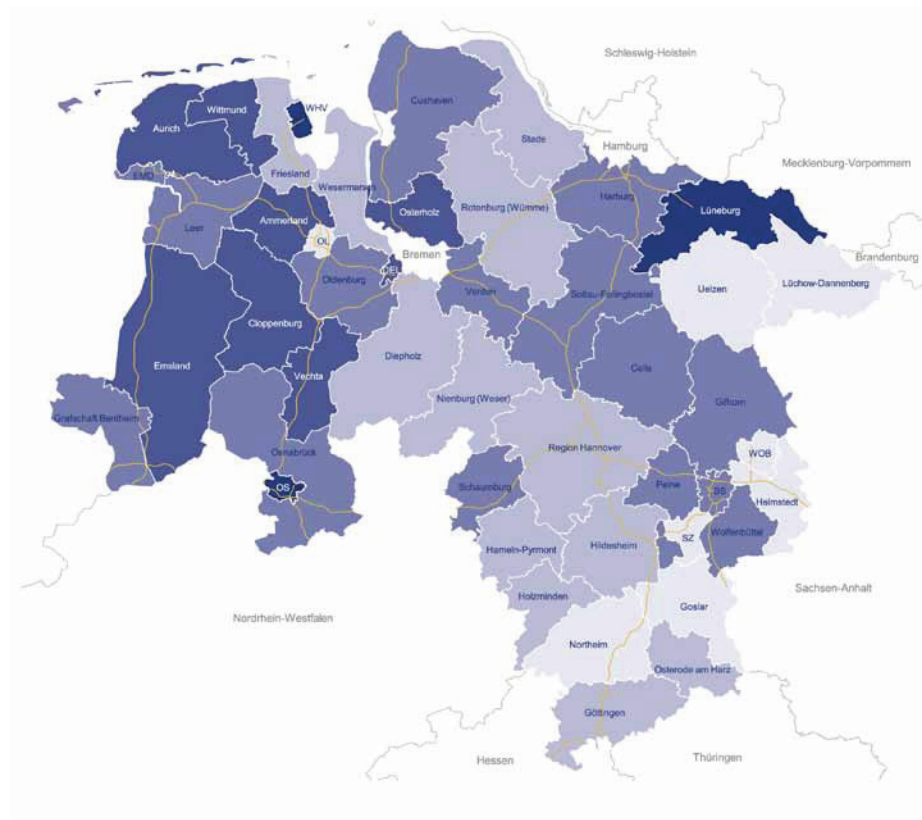 Schleswig-Holstein
Cuxhaven
WHV
Wittmund
Aurich
Stade
Hamburg
Mecklenburg-Vorpommern
EMD
Friesland
Wesermarsch
Rotenburg (Wümme)
Harburg
Lüneburg
Leer
Ammerland
Osterholz
OL
Bremen
Brandenburg
DEL
Oldenburg
Verden
Soltau-Fallingbostel
Uelzen
Lüchow-Dannenberg
Cloppenburg
Emsland
Vechta
Diepholz
Celle
Nienburg (Weser)
Gifhorn
Grafschaft Bentheim
Osnabrück
Region Hannover
WOB
OS
Schaumburg
Peine
BS
Helmstedt
Wolfenbüttel
SZ
Hameln-Pyrmont
Hildesheim
Sachsen-Anhalt
Holzminden
Goslar
Nordrhein-Westfalen
Northeim
Osterode am Harz
Göttingen
Hessen
Thüringen